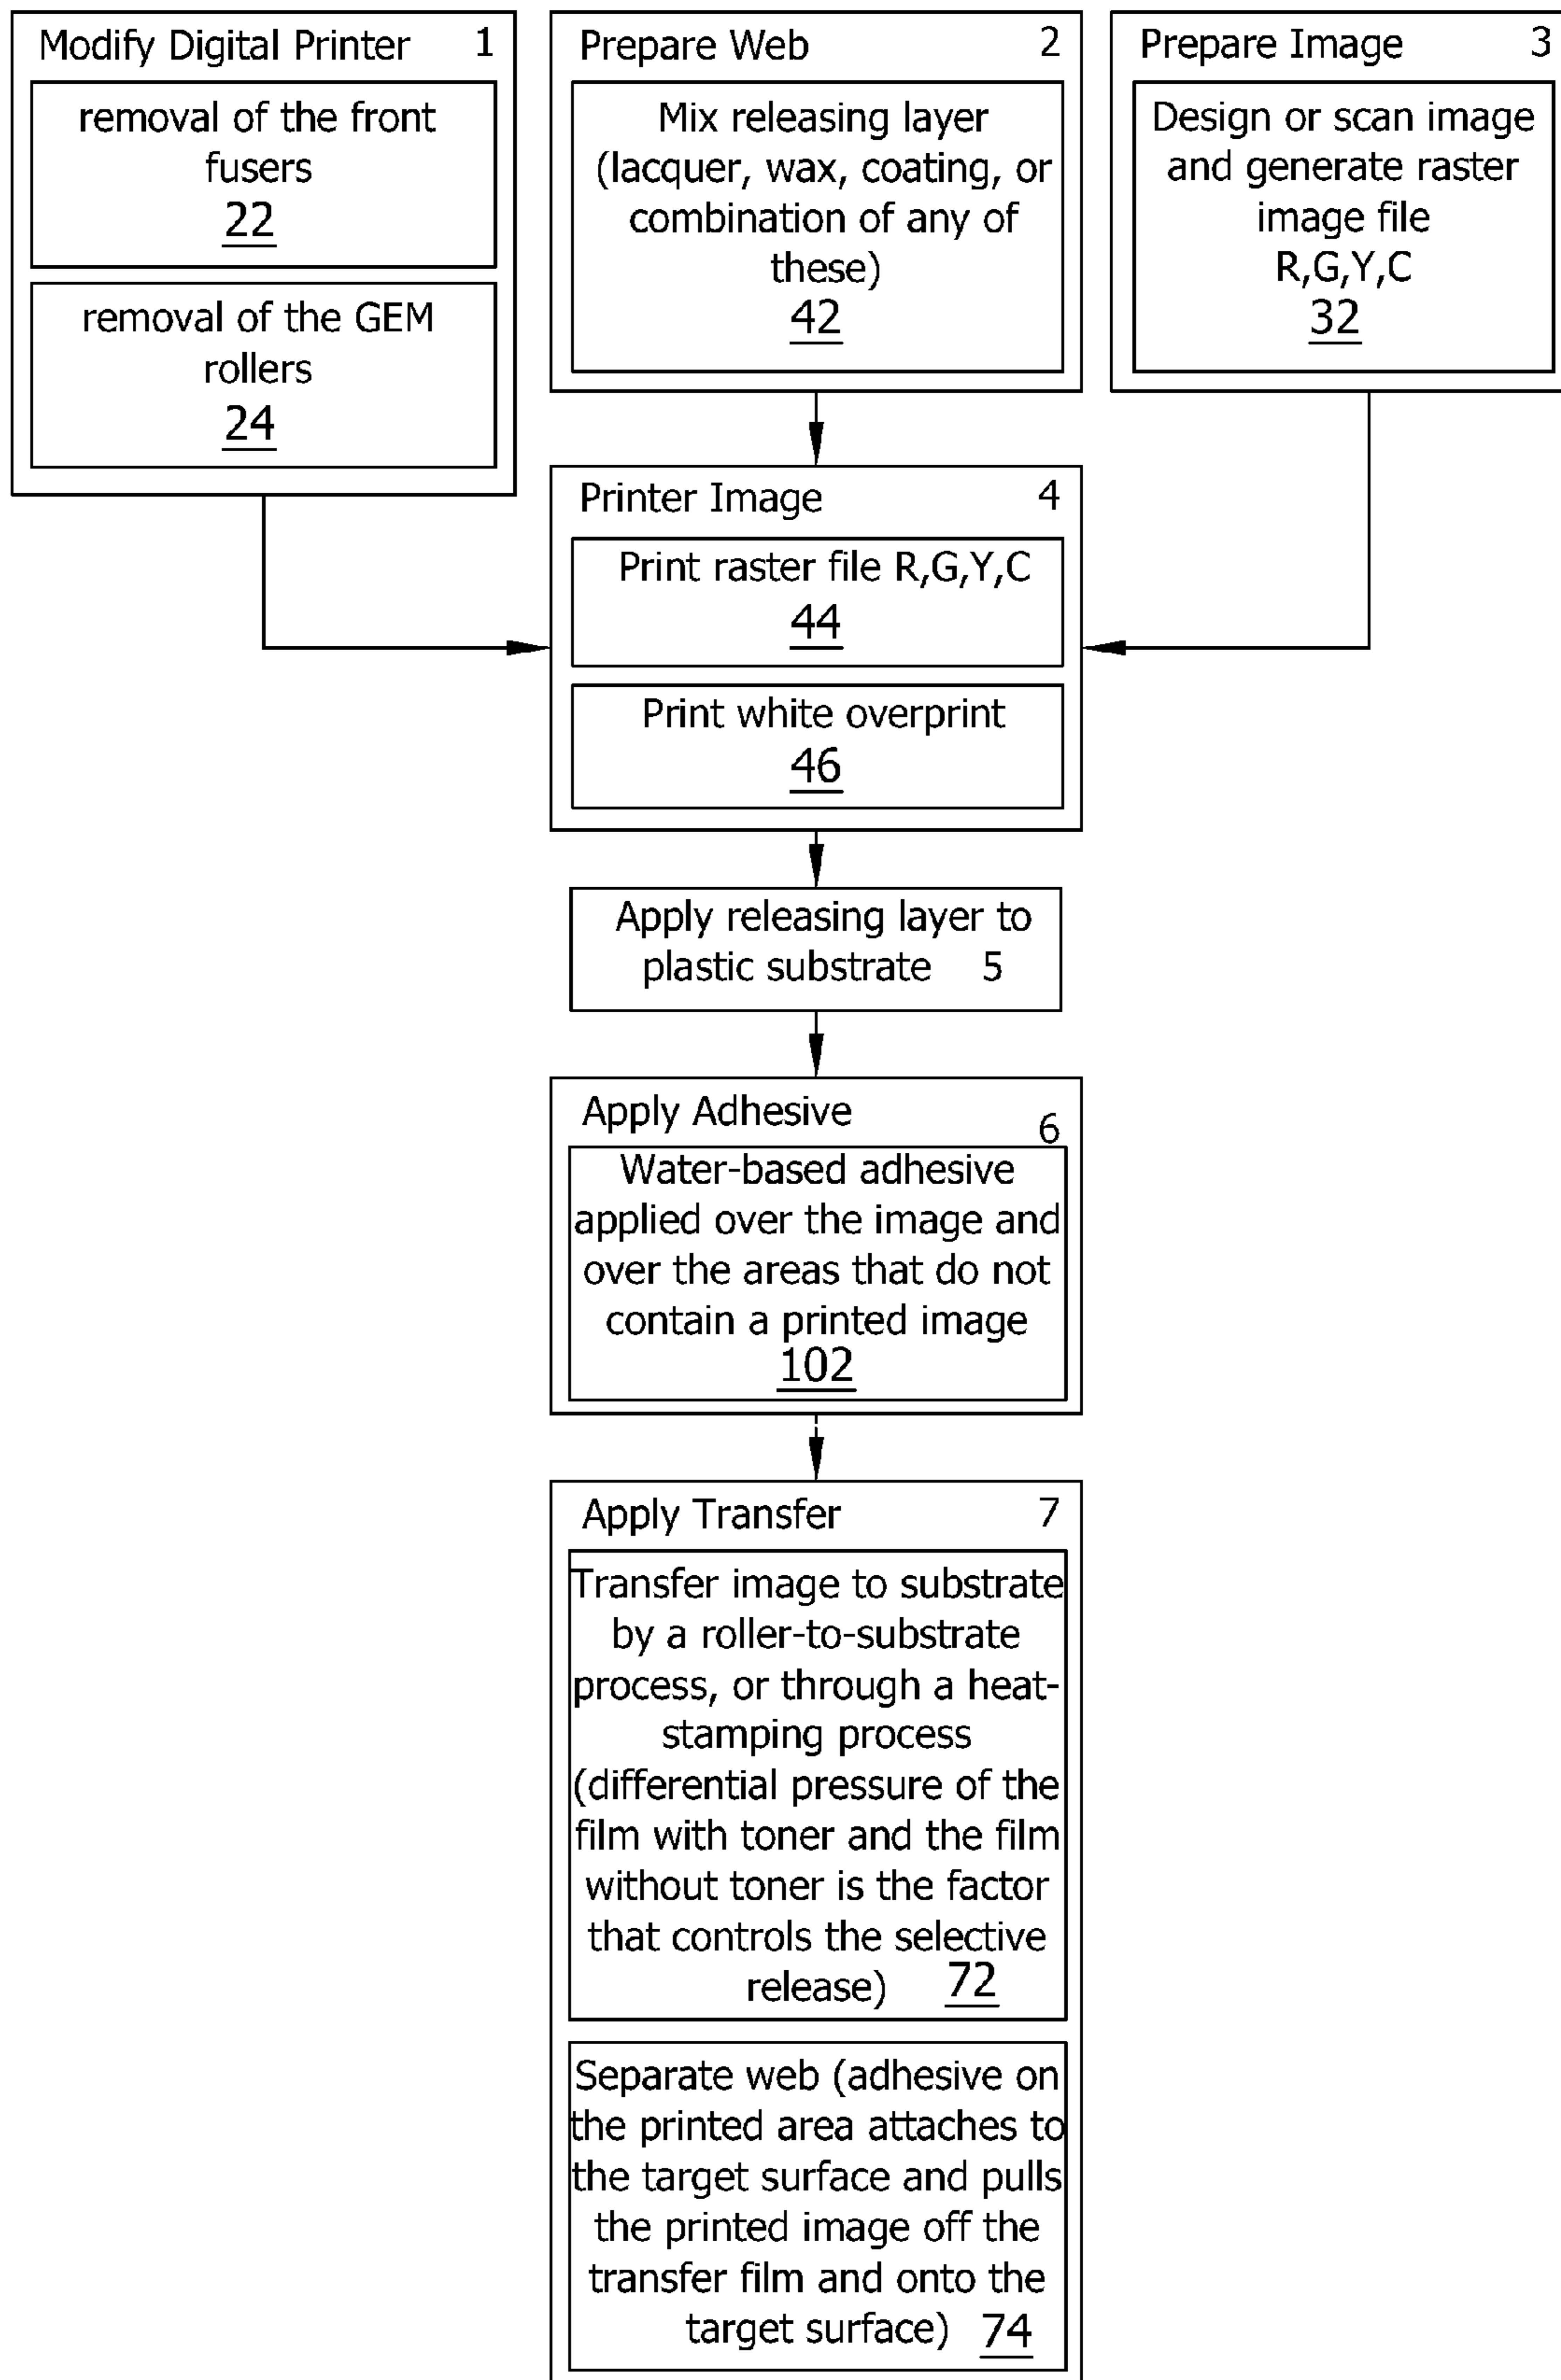 Modify Digital Printer 1
removal of the front
fusers
22
removal of the GEM
rollers
24
Prepare Web 2
Mix releasing layer
(lacquer, wax, coating, or
combination of any of
these)
42
Prepare Image 3
Design or scan image
and generate raster
image file
R,G,Y,C
32
Printer Image 4
Print raster file R,G,Y,C
44
Print white overprint
46
Apply releasing layer to
plastic substrate 5
Apply Adhesive 6
Water-based adhesive
applied over the image and
over the areas that do not
contain a printed image
102
Apply Transfer 7
Transfer image to substrate
by a roller-to-substrate
process, or through a heat-
stamping process
(differential pressure of the
film with toner and the film
without toner is the factor
that controls the selective
release) 72
Separate web (adhesive on
the printed area attaches to
the target surface and pulls
the printed image off the
transfer film and onto the
target surface) 74